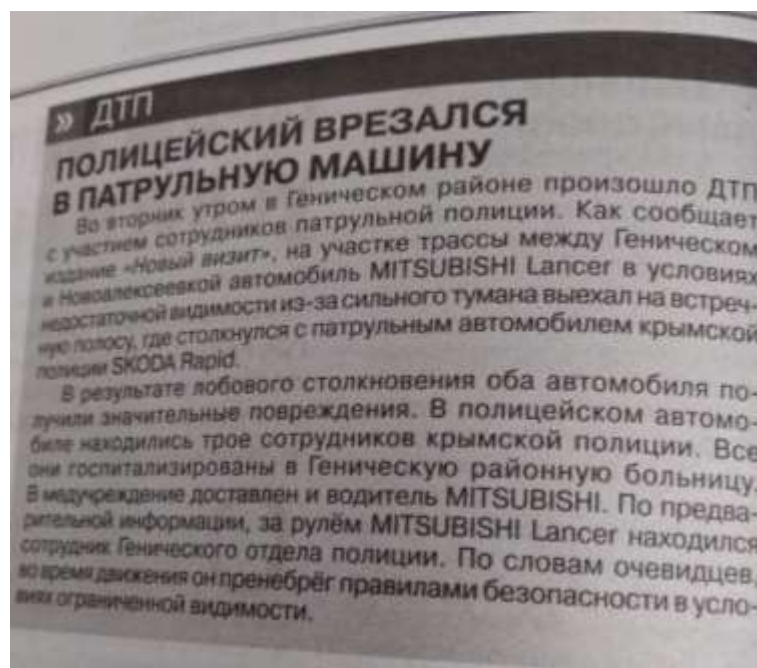 » ДТП
ПОЛИЦЕЙСКИЙ ВРЕЗАЛСЯ
В ПАТРУЛЬНУЮ МАШИНУ
Во вторник утром в Геническом районе произошло ДТП
с участием сотрудников патрульной полиции. Как сообщает
издание «Новый визит», на участке трассы между Геническом
и Новоалексеевкой автомобиль MITSUBISHI Lancer в условиях
недостаточной видимости из-за сильного тумана выехал на встреч-
ную полосу, где столкнулся с патрульным автомобилем крымской
полиции SKODA Rapid.
В результате лобового столкновения оба автомобиля по-
лучили значительные повреждения. В полицейском автомо-
биле находились трое сотрудников крымской полиции. Все
они госпитализированы в Геническую районную больницу.
В медучреждение доставлен и водитель MITSUBISHI. По предва-
рительной информации, за рулём MITSUBISHI Lancer находился
сотрудник Генического отдела полиции. По словам очевидцев,
во время движения он пренебрёг правилами безопасности в усло-
виях ограниченной видимости.